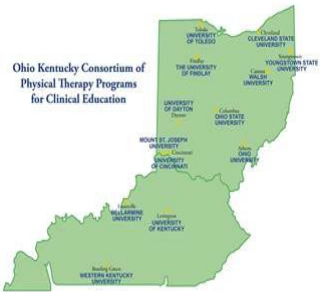 Ohio Kentucky Consortium of
Physical Therapy Programs
for Clinical Education
Toledo
UNIVERSITY
OF TOLEDO
Cleveland
CLEVELAND STATE
UNIVERSITY
Youngstown
YOUNGSTOWN STATE
UNIVERSITY
Findlay
THE UNIVERSITY
OF FINDLAY
Canton
WALSH
UNIVERSITY
UNIVERSITY
OF DAYTON
Dayton
Columbus
OHIO STATE
UNIVERSITY
MOUNT ST. JOSEPH
UNIVERSITY
Cincinnati
UNIVERSITY
OF CINCINNATI
Athens
OHIO
UNIVERSITY
Louisville
BELLARMINE
UNIVERSITY
Lexington
UNIVERSITY
OF KENTUCKY
Bowling Green
WESTERN KENTUCKY
UNIVERSITY